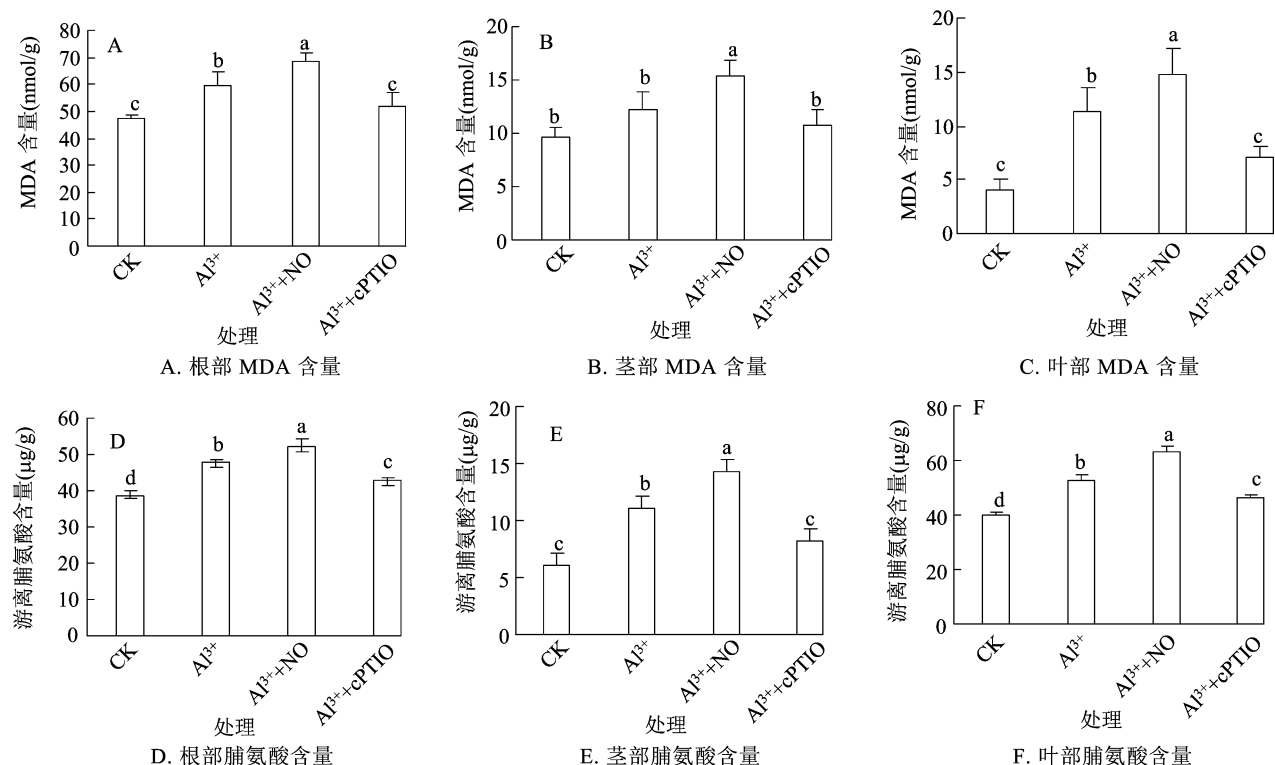 A
MDA 含量(nmol/g)
80
70
60
50
40
30
20
10
0
c
b
a
c
CK
Al³⁺
Al³⁺+NO
Al³⁺+cPTIO
处理
A. 根部 MDA 含量
B
MDA 含量(nmol/g)
20
15
10
5
0
b
b
a
b
CK
Al³⁺
Al³⁺+NO
Al³⁺+cPTIO
处理
B. 茎部 MDA 含量
MDA 含量(nmol/g)
20
15
10
5
0
c
b
a
c
CK
Al³⁺
Al³⁺+NO
Al³⁺+cPTIO
处理
C. 叶部 MDA 含量
D
游离脯氨酸含量(μg/g)
60
50
40
30
20
10
0
d
b
a
c
CK
Al³⁺
Al³⁺+NO
Al³⁺+cPTIO
处理
D. 根部脯氨酸含量
E
游离脯氨酸含量(μg/g)
20
15
10
5
0
c
b
a
c
CK
Al³⁺
Al³⁺+NO
Al³⁺+cPTIO
处理
E. 茎部脯氨酸含量
F
游离脯氨酸含量(μg/g)
80
60
40
20
0
d
b
a
c
CK
Al³⁺
Al³⁺+NO
Al³⁺+cPTIO
处理
F. 叶部脯氨酸含量